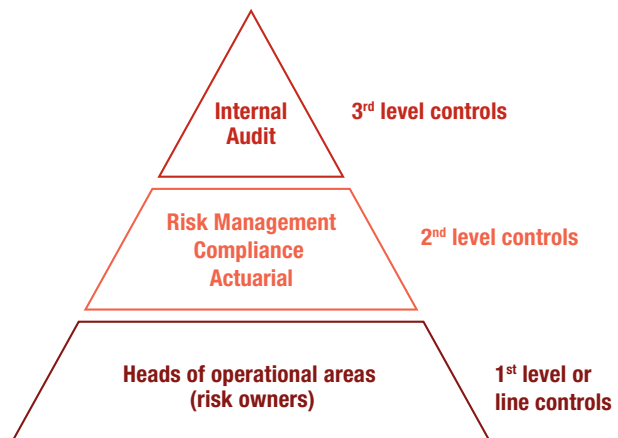 Internal
Audit
3rd level controls
Risk Management
Compliance
Actuarial
2nd level controls
Heads of operational areas
(risk owners)
1st level or
line controls